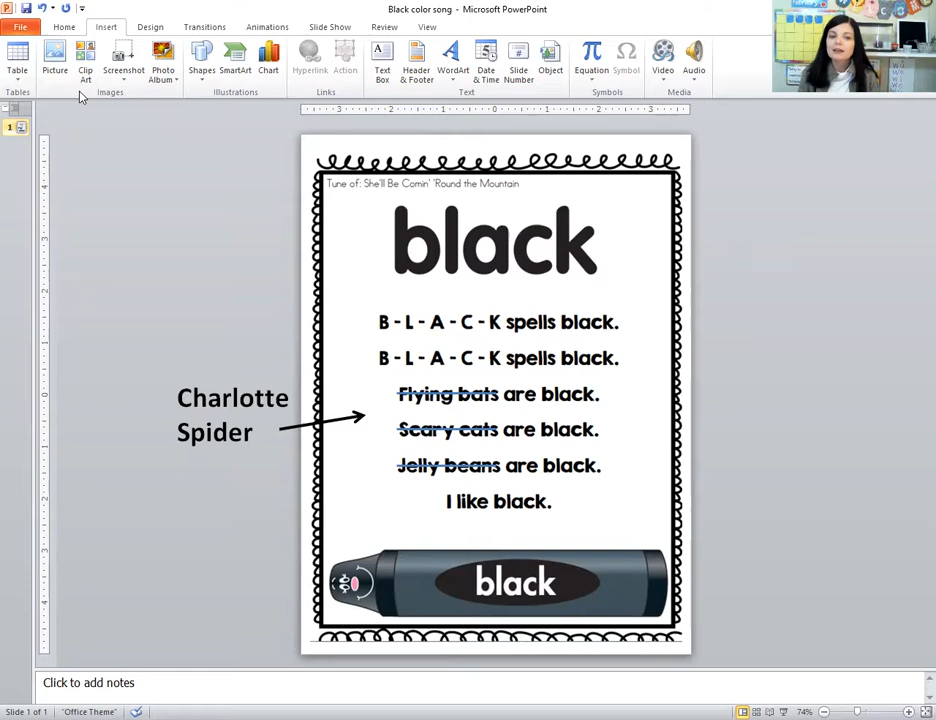 Black color song - Microsoft PowerPoint
File Home Insert Design Transitions Animations Slide Show Review View
Table Picture Clip Art Screenshot Photo Album Shapes SmartArt Chart Hyperlink Action Text Box Header & Footer WordArt Date & Time Slide Number Object Equation Symbol Video Audio
Tables Images Illustrations Links Text Symbols Media
1
Tune of: She'll Be Comin' 'Round the Mountain
black
B - L - A - C - K spells black.
B - L - A - C - K spells black.
Flying bats are black.
Charlotte
Spider
Scary cats are black.
Jelly beans are black.
I like black.
black
Click to add notes
Slide 1 of 1 "Office Theme" 74%